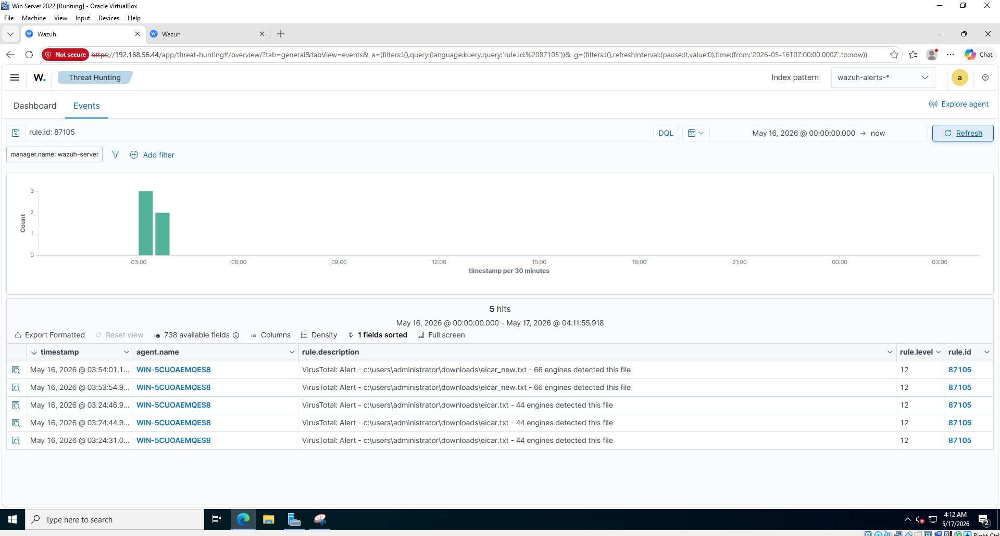 Win Server 2022 [Running] - Oracle VirtualBox
File Machine View Input Devices Help
Wazuh Wazuh
Not secure https://192.168.56.44/app/threat-hunting#/overview/?tab=general&tabView=events&_a=(filters:!(),query:(language:kuery,query:'rule.id:%2087105'))&_g=(filters:!(),refreshInterval:(pause:!t,value:0),time:(from:'2026-05-16T07:00:00.000Z',to:now)) Chat
W. Threat Hunting Index pattern wazuh-alerts-* a
Dashboard Events Explore agent
rule.id: 87105 DQL May 16, 2026 @ 00:00:00.000 → now Refresh
manager.name: wazuh-server Add filter
3
2
1
0
Count
03:00 06:00 09:00 12:00 15:00 18:00 21:00 00:00 03:00
timestamp per 30 minutes
5 hits
May 16, 2026 @ 00:00:00.000 - May 17, 2026 @ 04:11:55.918
Export Formatted Reset view 738 available fields Columns Density 1 fields sorted Full screen
timestamp agent.name rule.description rule.level rule.id
May 16, 2026 @ 03:54:01.1... WIN-5CUOAEMQES8 VirusTotal: Alert - c:\users\administrator\downloads\eicar_new.txt - 66 engines detected this file 12 87105
May 16, 2026 @ 03:53:54.9... WIN-5CUOAEMQES8 VirusTotal: Alert - c:\users\administrator\downloads\eicar_new.txt - 66 engines detected this file 12 87105
May 16, 2026 @ 03:24:46.9... WIN-5CUOAEMQES8 VirusTotal: Alert - c:\users\administrator\downloads\eicar.txt - 44 engines detected this file 12 87105
May 16, 2026 @ 03:24:44.9... WIN-5CUOAEMQES8 VirusTotal: Alert - c:\users\administrator\downloads\eicar.txt - 44 engines detected this file 12 87105
May 16, 2026 @ 03:24:31.0... WIN-5CUOAEMQES8 VirusTotal: Alert - c:\users\administrator\downloads\eicar.txt - 44 engines detected this file 12 87105
Type here to search
4:12 AM
5/17/2026
2
Right Ctrl